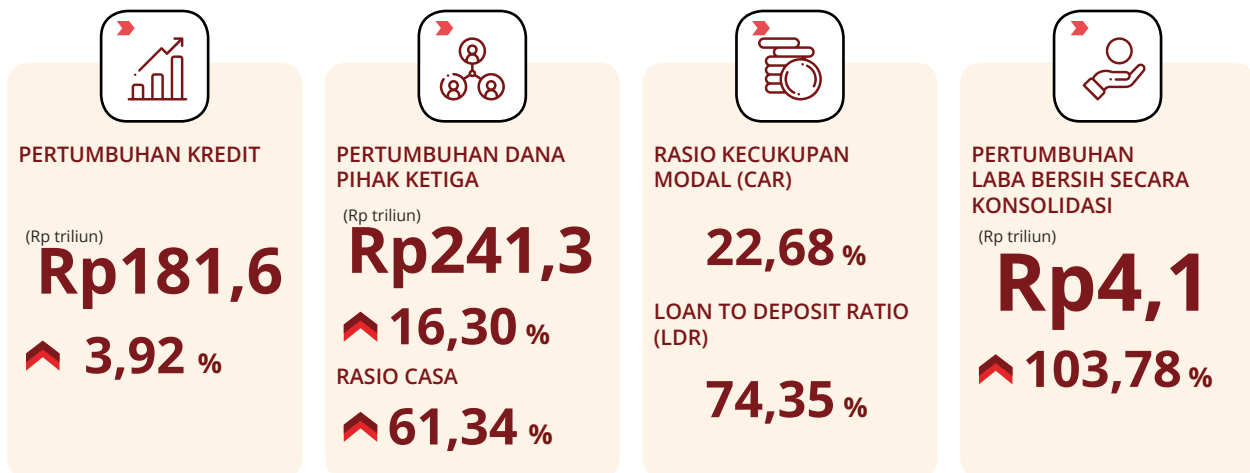 PERTUMBUHAN KREDIT
(Rp triliun)
Rp181,6
3,92 %
PERTUMBUHAN DANA
PIHAK KETIGA
(Rp triliun)
Rp241,3
16,30 %
RASIO CASA
61,34 %
RASIO KECUKUPAN
MODAL (CAR)
22,68 %
LOAN TO DEPOSIT RATIO
(LDR)
74,35 %
PERTUMBUHAN
LABA BERSIH SECARA
KONSOLIDASI
(Rp triliun)
Rp4,1
103,78 %